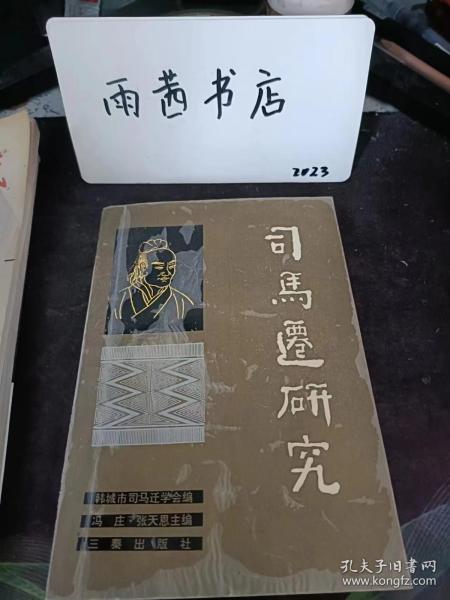 雨茜书店
2023
司馬遷研究
韩城市司马迁学会编
冯庄 张天恩主编
三秦出版社
孔夫子旧书网
www.kongfz.com